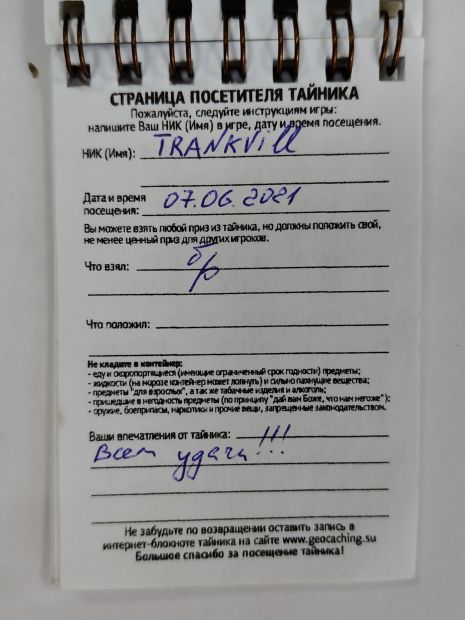 СТРАНИЦА ПОСЕТИТЕЛЯ ТАЙНИКА
Пожалуйста, следуйте инструкциям игры:
напишите Ваш НИК (Имя) в игре, дату и время посещения.
НИК (Имя): TRANKVill
Дата и время
посещения: 07.06.2021
Вы можете взять любой приз из тайника, но должны положить свой,
не менее ценный приз для других игроков.
Что взял: б/р
Что положил:
Не кладите в контейнер:
- еду и скоропортящиеся (имеющие ограниченный срок годности) предметы;
- жидкости (на морозе контейнер может лопнуть) и сильно пахнущие вещества;
- предметы "для взрослых", а так же табачные изделия и алкоголь;
- пришедшие в негодность предметы (по принципу "дай вам Боже, что нам негоже");
- оружие, боеприпасы, наркотики и прочие вещи, запрещенные законодательством.
Ваши впечатления от тайника:
Всем удачи!!!
Не забудьте по возвращении оставить запись в
интернет-блокноте тайника на сайте www.geocaching.su
Большое спасибо за посещение тайника!